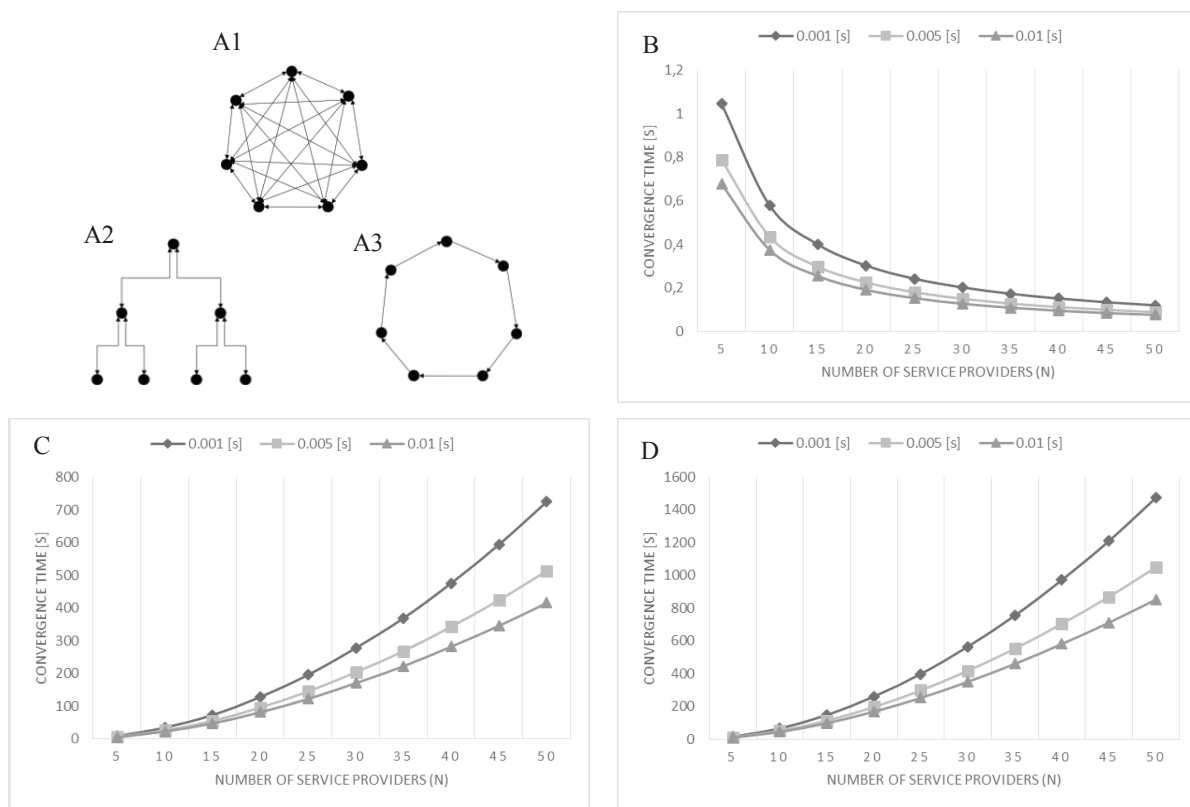 A1
A2
A3
B
0.001 [s] 0.005 [s] 0.01 [s]
CONVERGENCE TIME [S]
1,2
1
0,8
0,6
0,4
0,2
0
5 10 15 20 25 30 35 40 45 50
NUMBER OF SERVICE PROVIDERS (N)
C
0.001 [s] 0.005 [s] 0.01 [s]
CONVERGENCE TIME [S]
800
700
600
500
400
300
200
100
0
5 10 15 20 25 30 35 40 45 50
NUMBER OF SERVICE PROVIDERS (N)
D
0.001 [s] 0.005 [s] 0.01 [s]
CONVERGENCE TIME [S]
1600
1400
1200
1000
800
600
400
200
0
5 10 15 20 25 30 35 40 45 50
NUMBER OF SERVICE PROVIDERS (N)